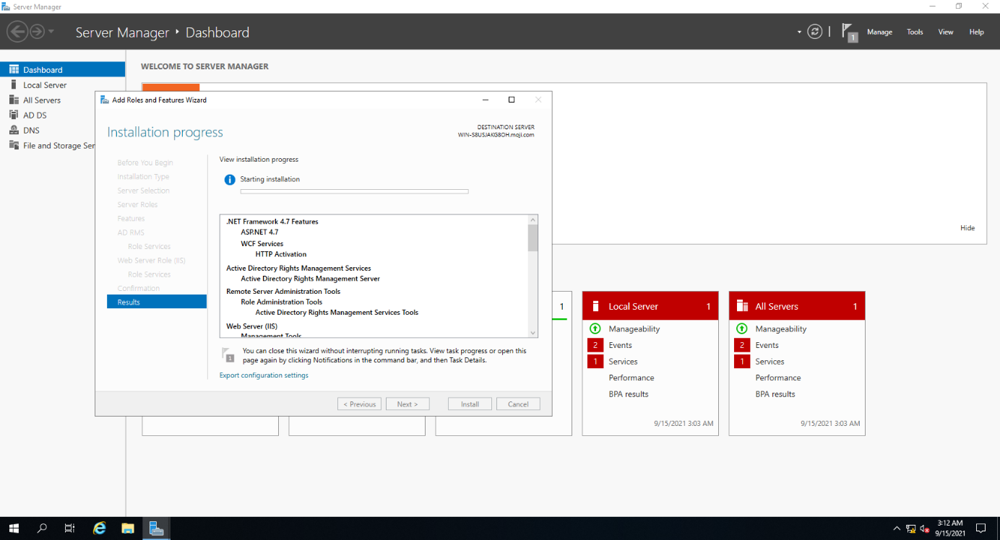 Server Manager
Server Manager ‣ Dashboard
1
Manage
Tools
View
Help
Dashboard
Local Server
All Servers
AD DS
DNS
File and Storage Ser
WELCOME TO SERVER MANAGER
Hide
Add Roles and Features Wizard
Installation progress
DESTINATION SERVER
WIN-S8USJAKG8OH.moji.com
Before You Begin
Installation Type
Server Selection
Server Roles
Features
AD RMS
Role Services
Web Server Role (IIS)
Role Services
Confirmation
Results
View installation progress
Starting installation
.NET Framework 4.7 Features
ASP.NET 4.7
WCF Services
HTTP Activation
Active Directory Rights Management Services
Active Directory Rights Management Server
Remote Server Administration Tools
Role Administration Tools
Active Directory Rights Management Services Tools
Web Server (IIS)
Management Tools
1
You can close this wizard without interrupting running tasks. View task progress or open this
page again by clicking Notifications in the command bar, and then Task Details.
Export configuration settings
< Previous
Next >
Install
Cancel
1
Local Server 1
Manageability
2 Events
1 Services
Performance
BPA results
9/15/2021 3:03 AM
All Servers 1
Manageability
2 Events
1 Services
Performance
BPA results
9/15/2021 3:03 AM
3:12 AM
9/15/2021